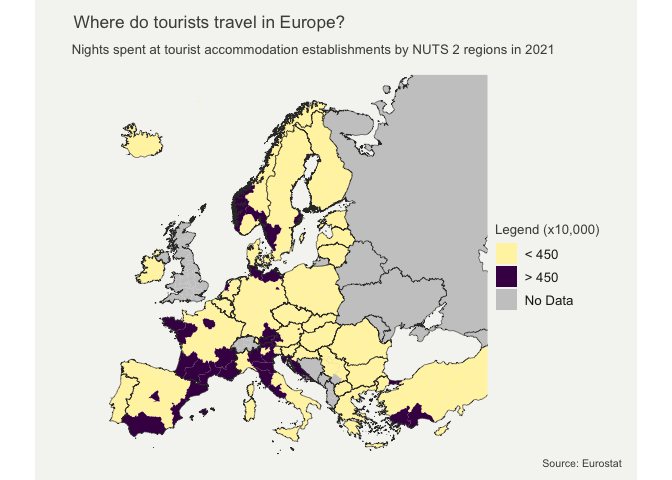 Where do tourists travel in Europe?
Nights spent at tourist accommodation establishments by NUTS 2 regions in 2021
Legend (x10,000)
< 450
> 450
No Data
Source: Eurostat